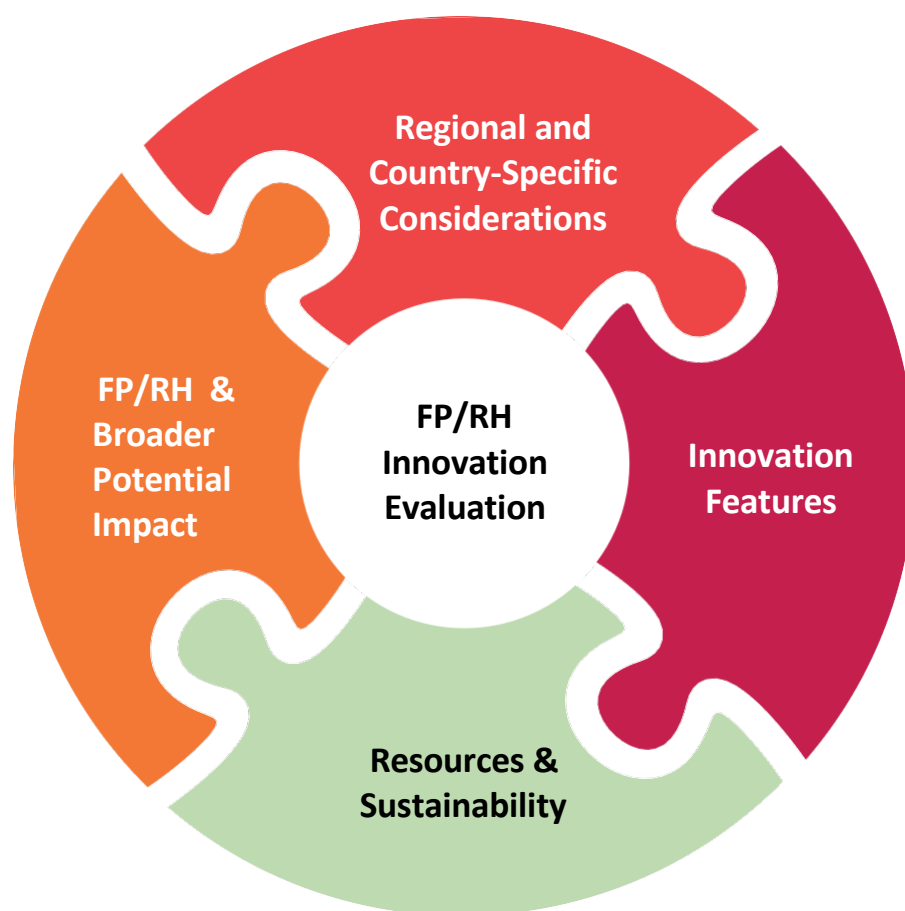 Regional and
Country-Specific
Considerations
FP/RH &
Broader
Potential
Impact
FP/RH
Innovation
Evaluation
Innovation
Features
Resources &
Sustainability